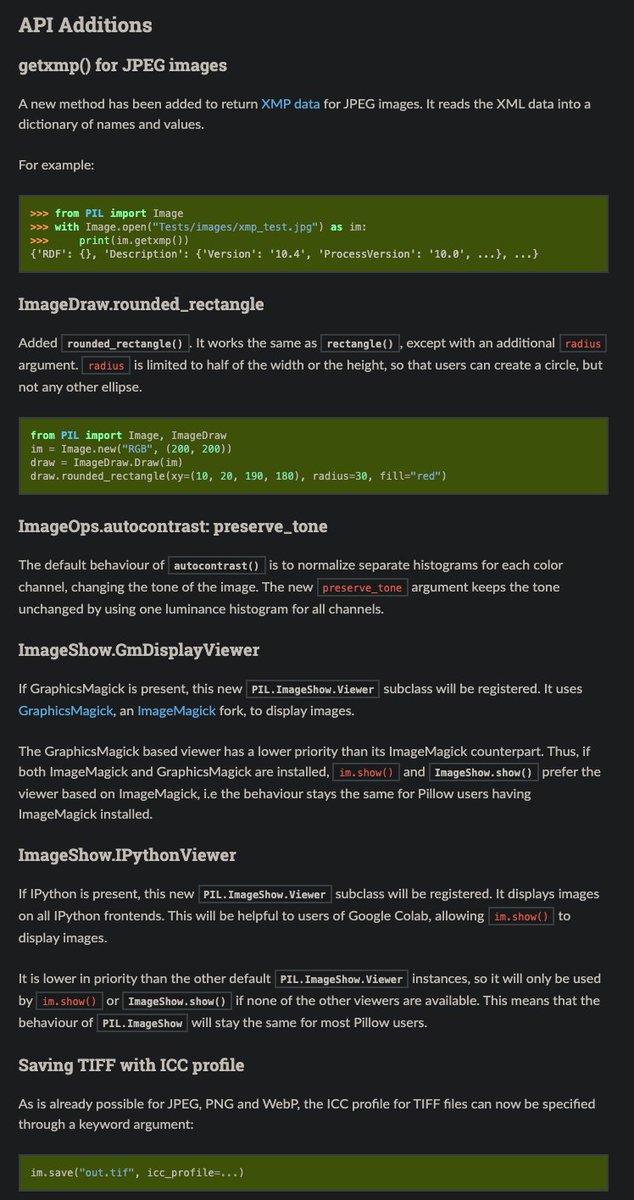 API Additions
getxmp() for JPEG images
A new method has been added to return XMP data for JPEG images. It reads the XML data into a
dictionary of names and values.
For example:
>>> from PIL import Image
>>> with Image.open("Tests/images/xmp_test.jpg") as im:
>>>     print(im.getxmp())
{'RDF': {}, 'Description': {'Version': '10.4', 'ProcessVersion': '10.0', ...}, ...}
ImageDraw.rounded_rectangle
Added rounded_rectangle(). It works the same as rectangle(), except with an additional radius
argument. radius is limited to half of the width or the height, so that users can create a circle, but
not any other ellipse.
from PIL import Image, ImageDraw
im = Image.new("RGB", (200, 200))
draw = ImageDraw.Draw(im)
draw.rounded_rectangle(xy=(10, 20, 190, 180), radius=30, fill="red")
ImageOps.autocontrast: preserve_tone
The default behaviour of autocontrast() is to normalize separate histograms for each color
channel, changing the tone of the image. The new preserve_tone argument keeps the tone
unchanged by using one luminance histogram for all channels.
ImageShow.GmDisplayViewer
If GraphicsMagick is present, this new PIL.ImageShow.Viewer subclass will be registered. It uses
GraphicsMagick, an ImageMagick fork, to display images.
The GraphicsMagick based viewer has a lower priority than its ImageMagick counterpart. Thus, if
both ImageMagick and GraphicsMagick are installed, im.show() and ImageShow.show() prefer the
viewer based on ImageMagick, i.e the behaviour stays the same for Pillow users having
ImageMagick installed.
ImageShow.IPythonViewer
If IPython is present, this new PIL.ImageShow.Viewer subclass will be registered. It displays images
on all IPython frontends. This will be helpful to users of Google Colab, allowing im.show() to
display images.
It is lower in priority than the other default PIL.ImageShow.Viewer instances, so it will only be used
by im.show() or ImageShow.show() if none of the other viewers are available. This means that the
behaviour of PIL.ImageShow will stay the same for most Pillow users.
Saving TIFF with ICC profile
As is already possible for JPEG, PNG and WebP, the ICC profile for TIFF files can now be specified
through a keyword argument:
im.save("out.tif", icc_profile=...)